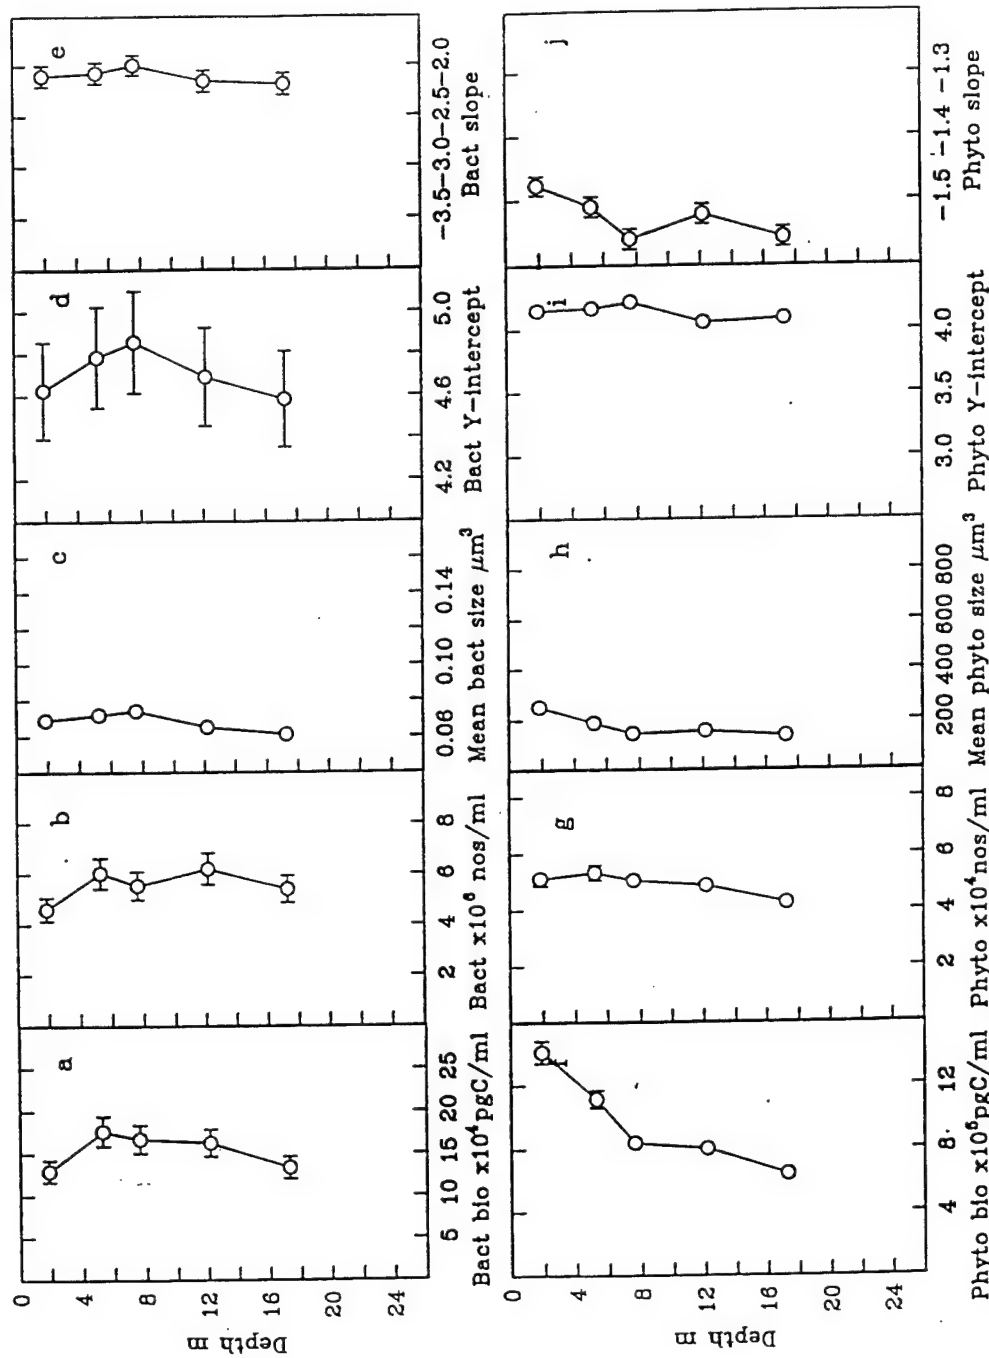 a
b
c
d
e
Depth m
0
4
8
12
16
20
24
5 10 15 20 25
Bact bio x10⁴pgC/ml
2 4 6 8
Bact x10⁶ nos/ml
0.06 0.10 0.14
Mean bact size μm³
4.2 4.6 5.0
Bact Y-intercept
-3.5-3.0-2.5-2.0
Bact slope
g
h
i
j
Depth m
0
4
8
12
16
20
24
4 8 12
Phyto bio x10⁵pgC/ml
2 4 6 8
Phyto x10⁴nos/ml
200 400 600 800
Mean phyto size μm³
3.0 3.5 4.0
Phyto Y-intercept
-1.5 -1.4 -1.3
Phyto slope